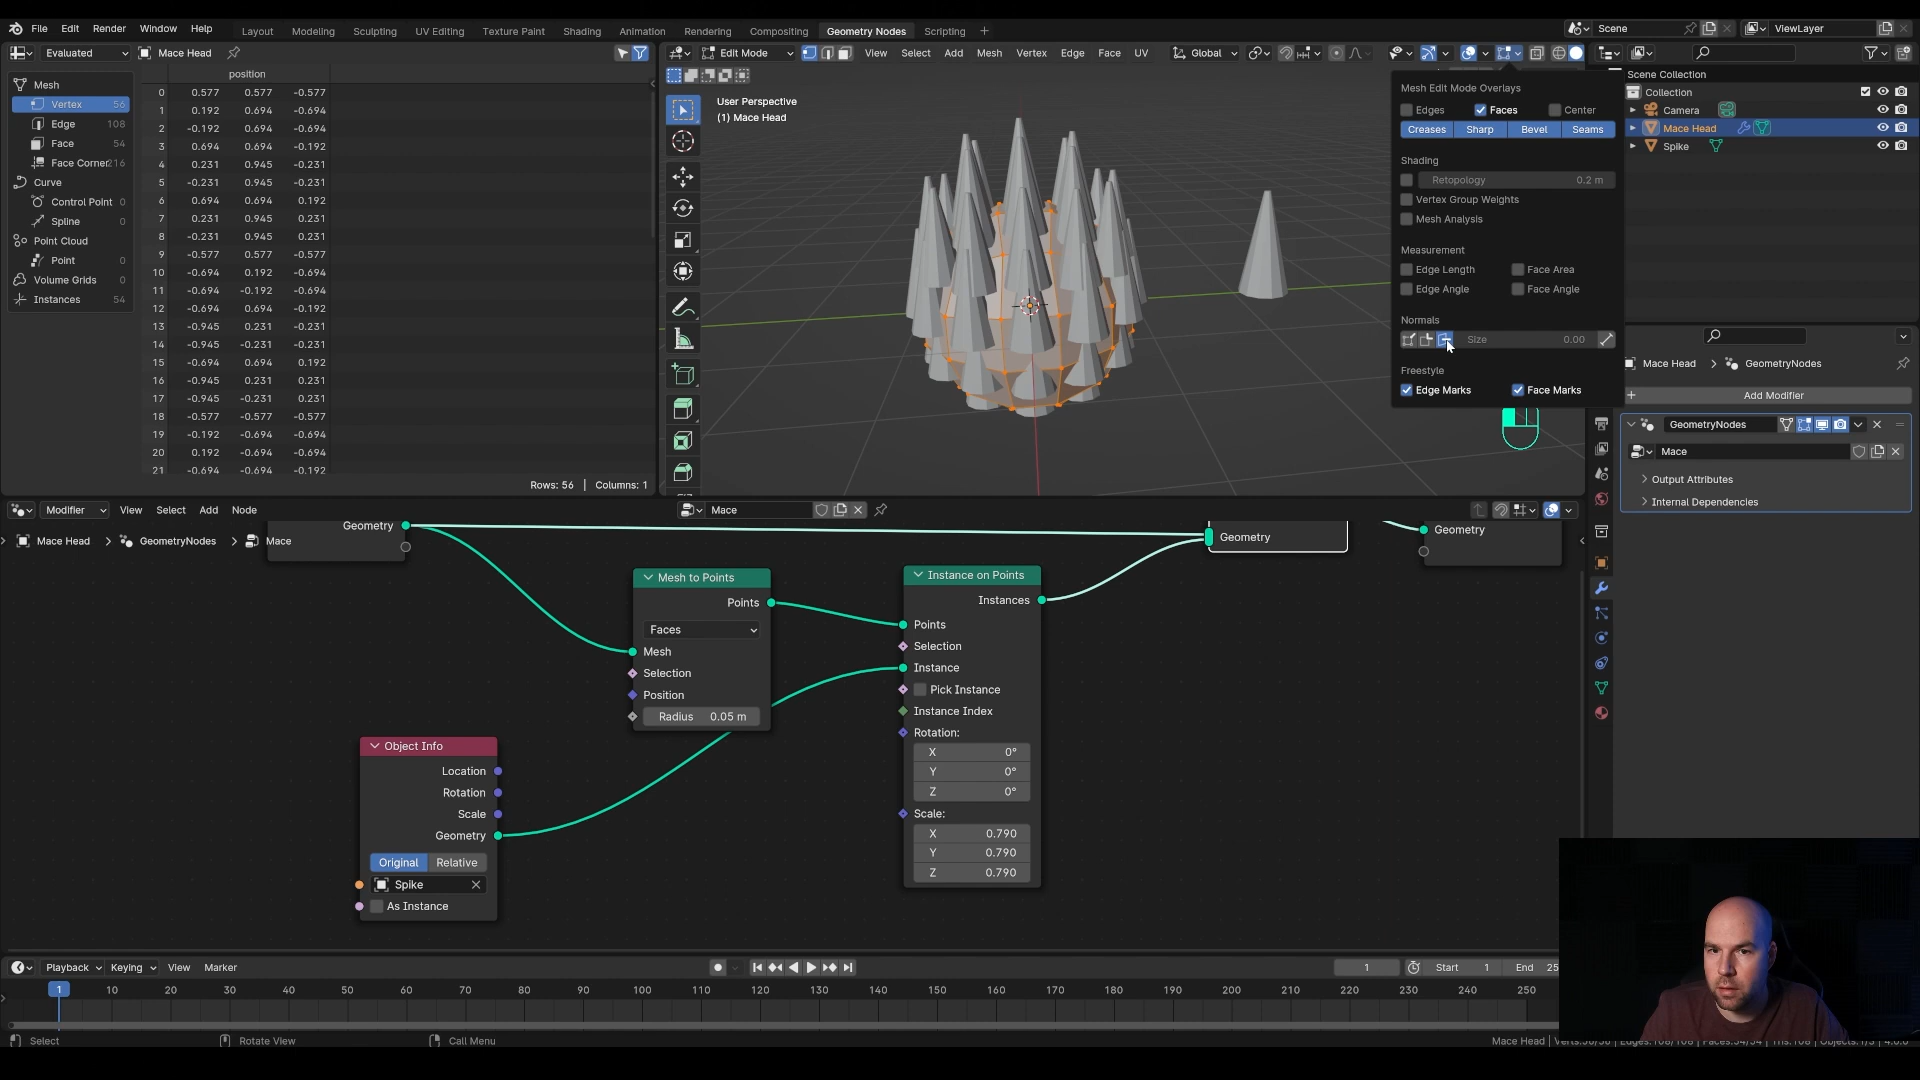 File Edit Render Window Help Layout Modeling Sculpting UV Editing Texture Paint Shading Animation Rendering Compositing Geometry Nodes Scripting Scene ViewLayer
Evaluated Mace Head Edit Mode View Select Add Mesh Vertex Edge Face UV Global
position
Mesh
Vertex 56
Edge 108
Face 54
Face Corner 216
Curve
Control Point 0
Spline 0
Point Cloud
Point 0
Volume Grids 0
Instances 54
0 0.577 0.577 -0.577
1 0.192 0.694 -0.694
2 -0.192 0.694 -0.694
3 0.694 0.694 -0.192
4 0.231 0.945 -0.231
5 -0.231 0.945 -0.231
6 0.694 0.694 0.192
7 0.231 0.945 0.231
8 -0.231 0.945 0.231
9 -0.577 0.577 -0.577
10 -0.694 0.192 -0.694
11 -0.694 -0.192 -0.694
12 -0.694 0.694 -0.192
13 -0.945 0.231 -0.231
14 -0.945 -0.231 -0.231
15 -0.694 0.694 0.192
16 -0.945 0.231 0.231
17 -0.945 -0.231 0.231
18 -0.577 -0.577 -0.577
19 -0.192 -0.694 -0.694
20 0.192 -0.694 -0.694
21 -0.694 -0.694 -0.192
Rows: 56 | Columns: 1
User Perspective
(1) Mace Head
Mesh Edit Mode Overlays
Edges Faces Center
Creases Sharp Bevel Seams
Shading
Retopology 0.2 m
Vertex Group Weights
Mesh Analysis
Measurement
Edge Length Face Area
Edge Angle Face Angle
Normals
Size 0.00
Freestyle
Edge Marks Face Marks
Scene Collection
Collection
Camera
Mace Head
Spike
Mace Head GeometryNodes
Add Modifier
GeometryNodes
Mace
Output Attributes
Internal Dependencies
Modifier View Select Add Node Mace
Mace Head GeometryNodes Mace
Geometry
Mesh to Points
Points
Faces
Mesh
Selection
Position
Radius 0.05 m
Object Info
Location
Rotation
Scale
Geometry
Original Relative
Spike
As Instance
Instance on Points
Instances
Points
Selection
Instance
Pick Instance
Instance Index
Rotation:
X 0°
Y 0°
Z 0°
Scale:
X 0.790
Y 0.790
Z 0.790
Geometry
Geometry
Playback Keying View Marker 1 Start 1 End 25
1 10 20 30 40 50 60 70 80 90 100 110 120 130 140 150 160 170 180 190 200 210 220 230 240 250
Select Rotate View Call Menu Mace Head